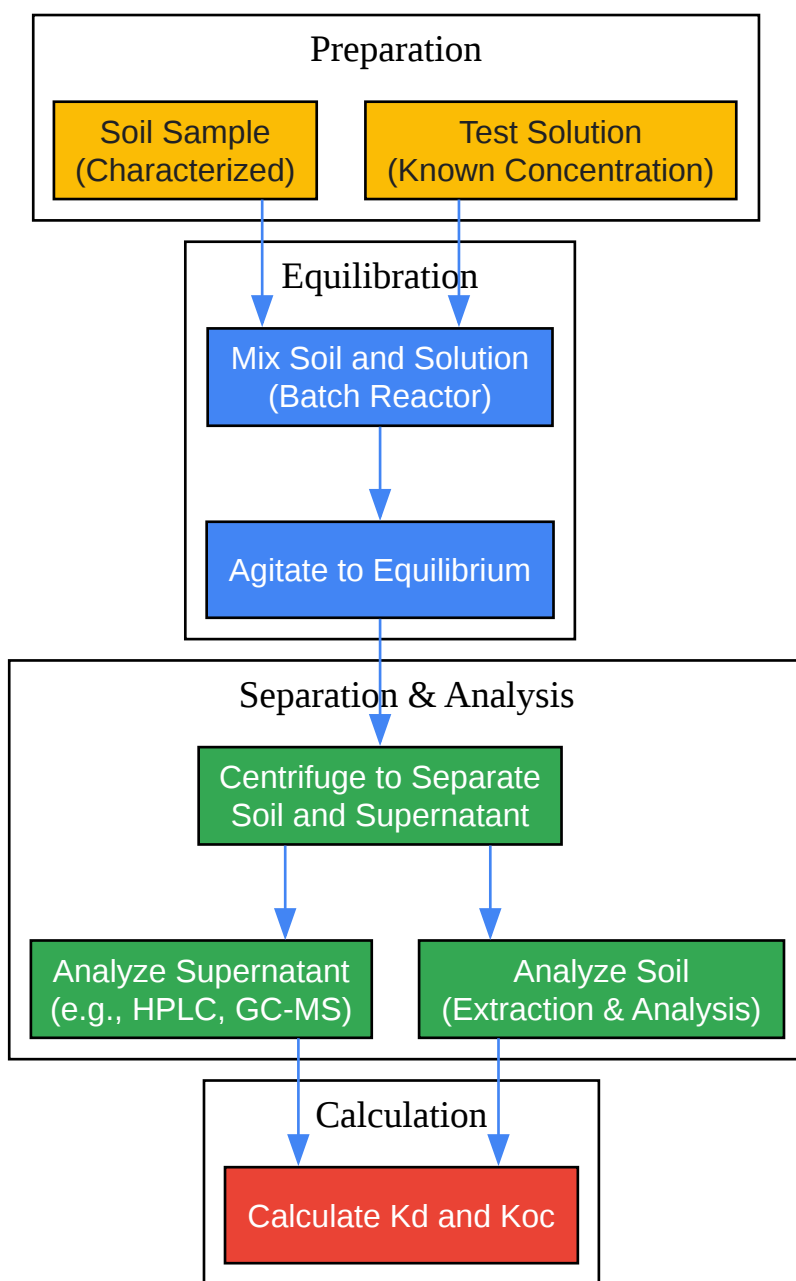 Preparation
Soil Sample
(Characterized)
Test Solution
(Known Concentration)
Equilibration
Mix Soil and Solution
(Batch Reactor)
Agitate to Equilibrium
Separation & Analysis
Centrifuge to Separate
Soil and Supernatant
Analyze Supernatant
(e.g., HPLC, GC-MS)
Analyze Soil
(Extraction & Analysis)
Calculation
Calculate Kd and Koc